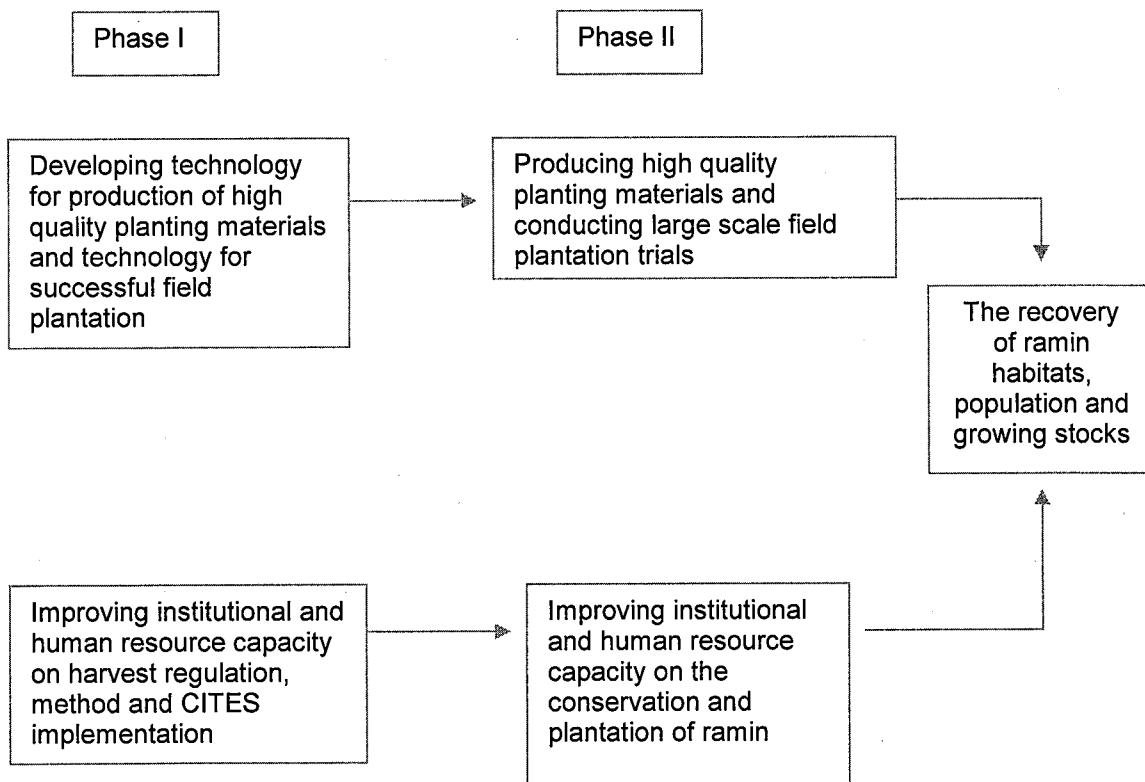 Phase I
Phase II
Developing technology
for production of high
quality planting materials
and technology for
successful field
plantation
Producing high quality
planting materials and
conducting large scale field
plantation trials
The recovery
of ramin
habitats,
population and
growing stocks
Improving institutional and
human resource capacity
on harvest regulation,
method and CITES
implementation
Improving institutional
and human resource
capacity on the
conservation and
plantation of ramin